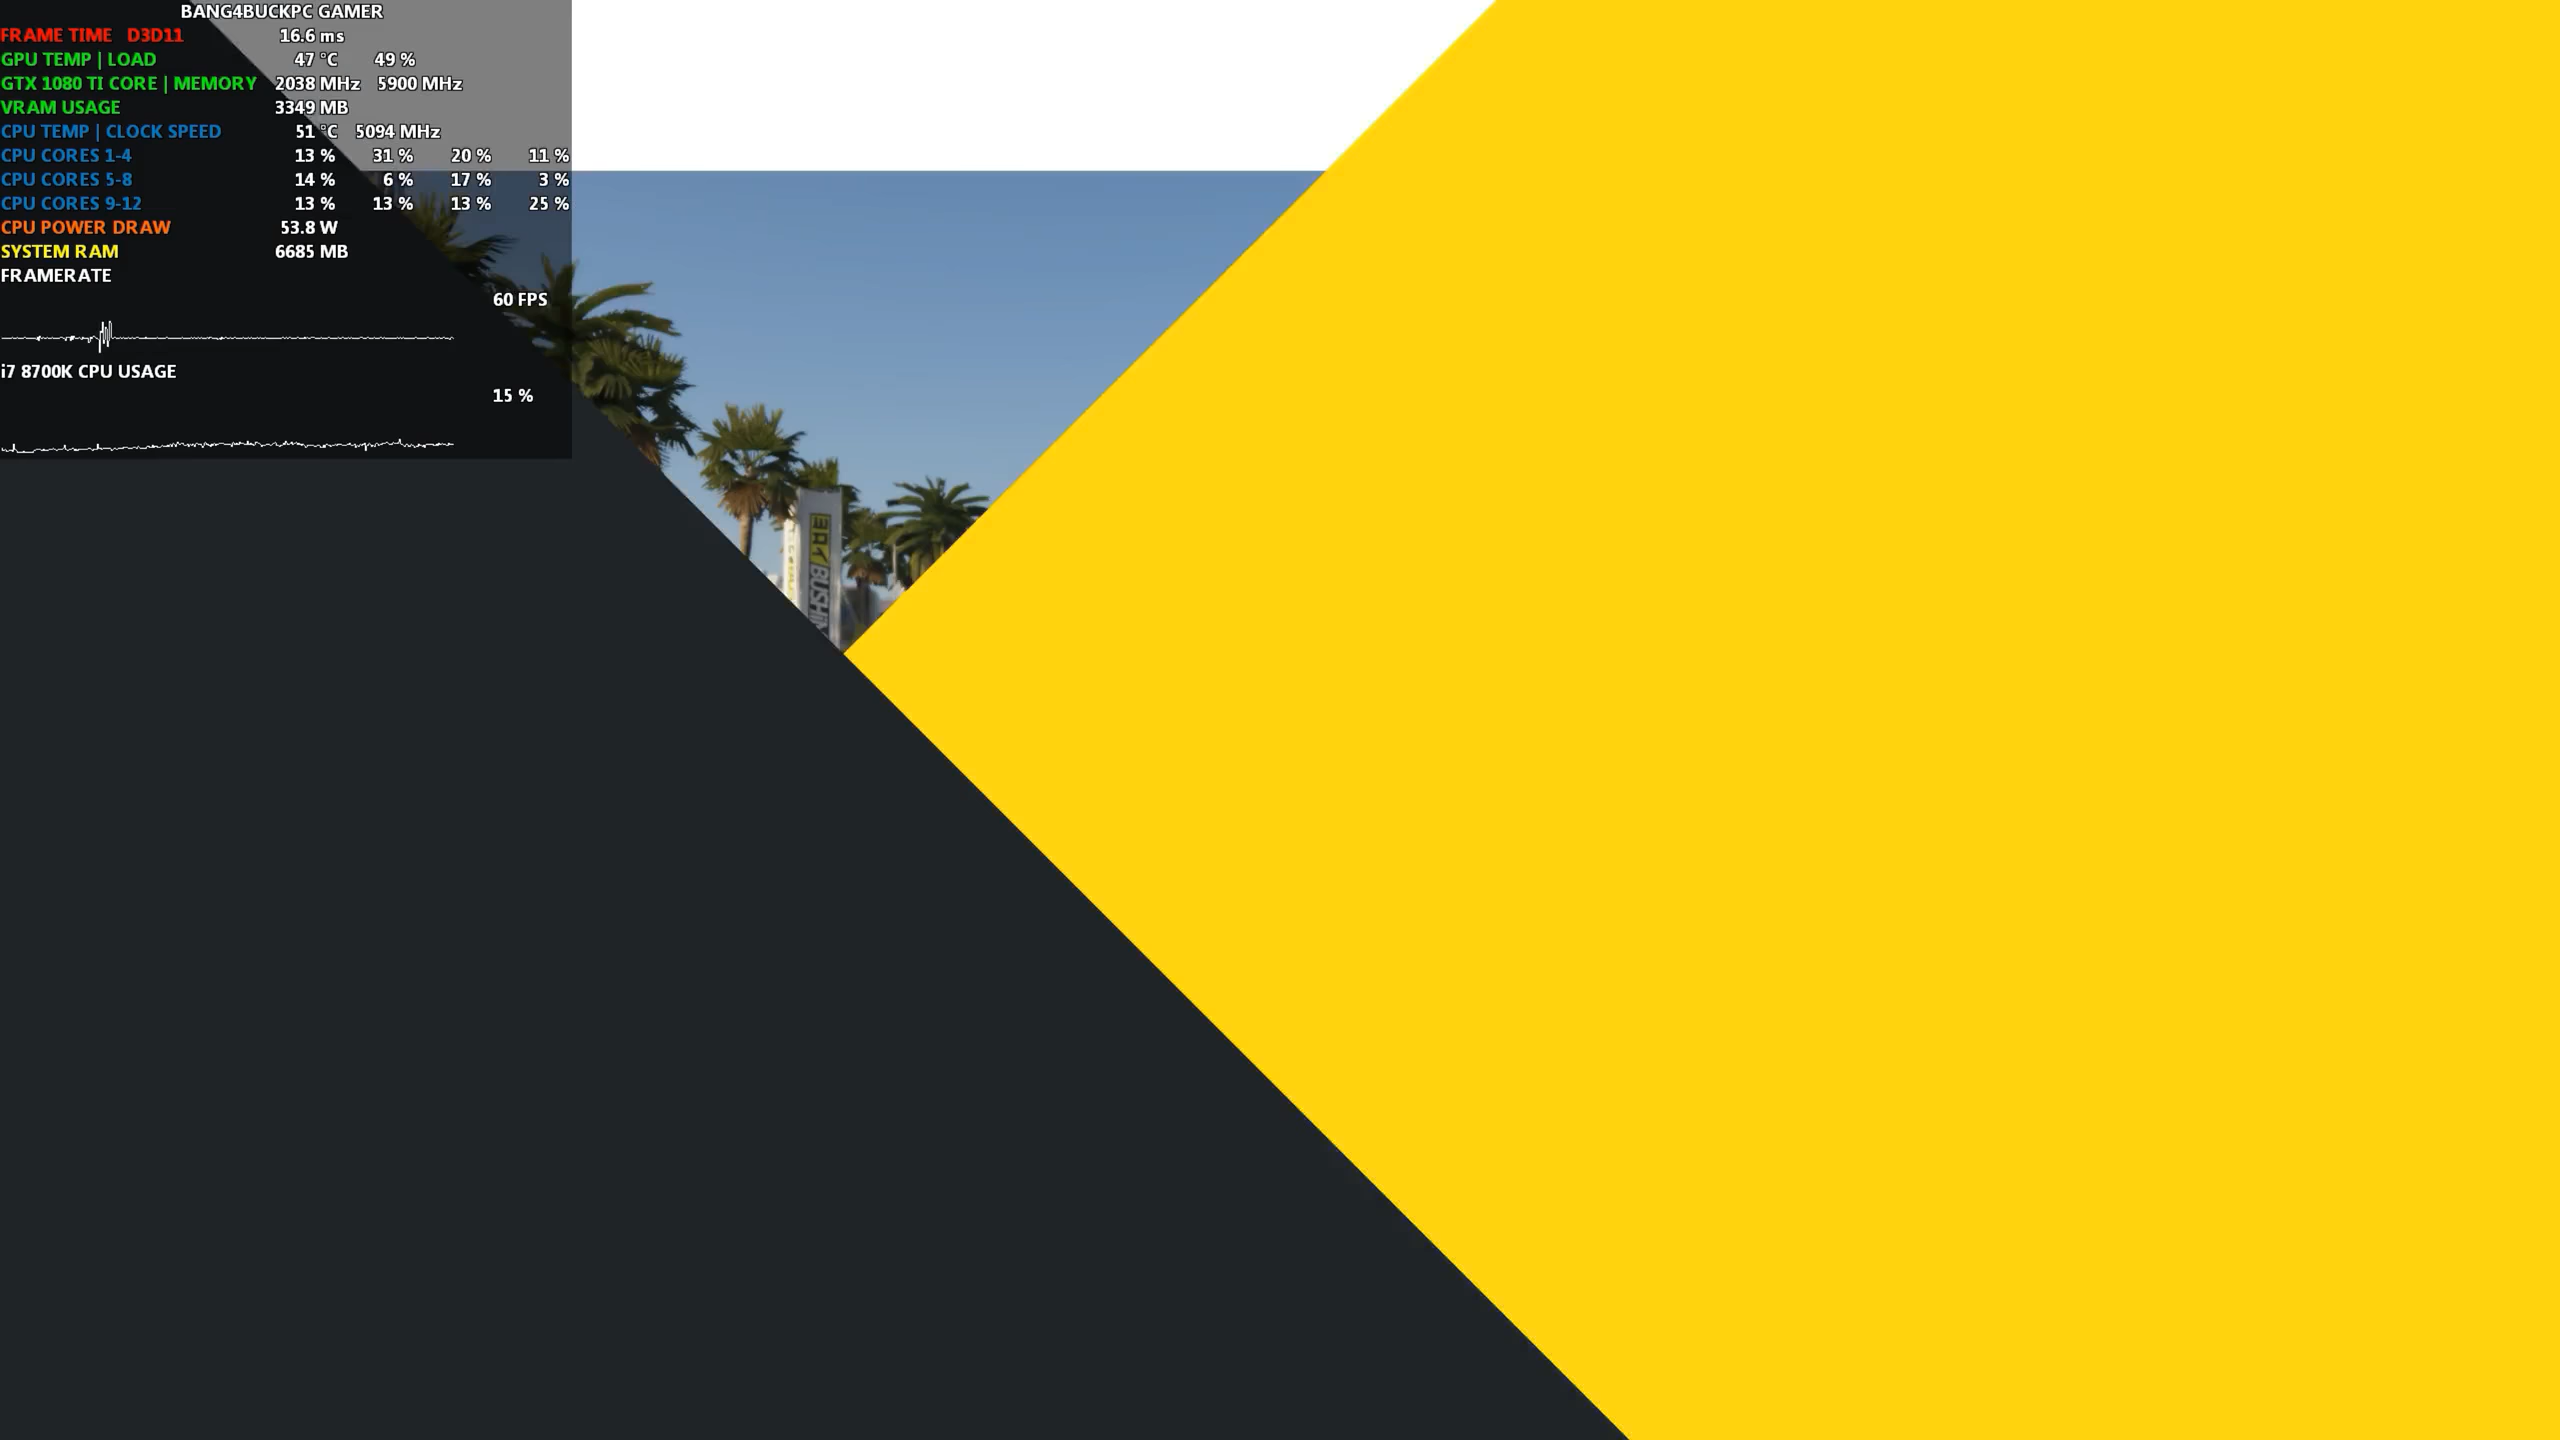 BANG4BUCKPC GAMER
FRAME TIME D3D11 16.6 ms
GPU TEMP | LOAD 47 °C 49 %
GTX 1080 TI CORE | MEMORY 2038 MHz 5900 MHz
VRAM USAGE 3349 MB
CPU TEMP | CLOCK SPEED 51 °C 5094 MHz
CPU CORES 1-4 13 % 31 % 20 % 11 %
CPU CORES 5-8 14 % 6 % 17 % 3 %
CPU CORES 9-12 13 % 13 % 13 % 25 %
CPU POWER DRAW 53.8 W
SYSTEM RAM 6685 MB
FRAMERATE
60 FPS
i7 8700K CPU USAGE
15 %